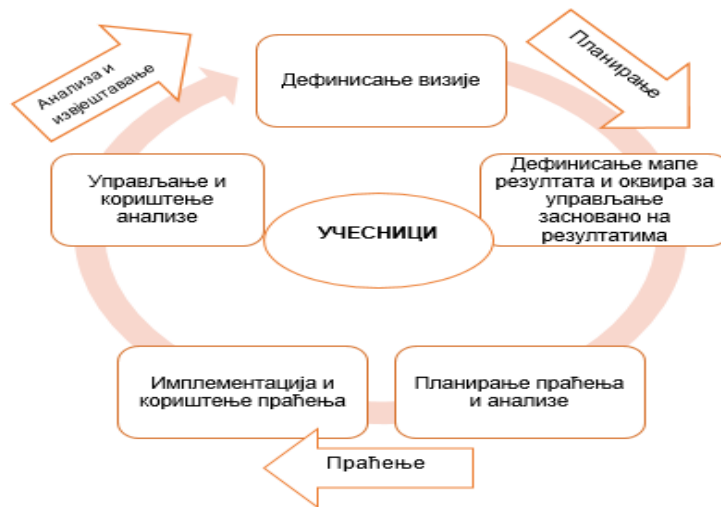 Анализа и
извјештавање
Дефинисање визије
Планирање
Управљање и
кориштење
анализе
УЧЕСНИЦИ
Дефинисање мапе
резултата и оквира за
управљање
засновано на
резултатима
Имплементација и
кориштење праћења
Планирање праћења
и анализе
Праћење